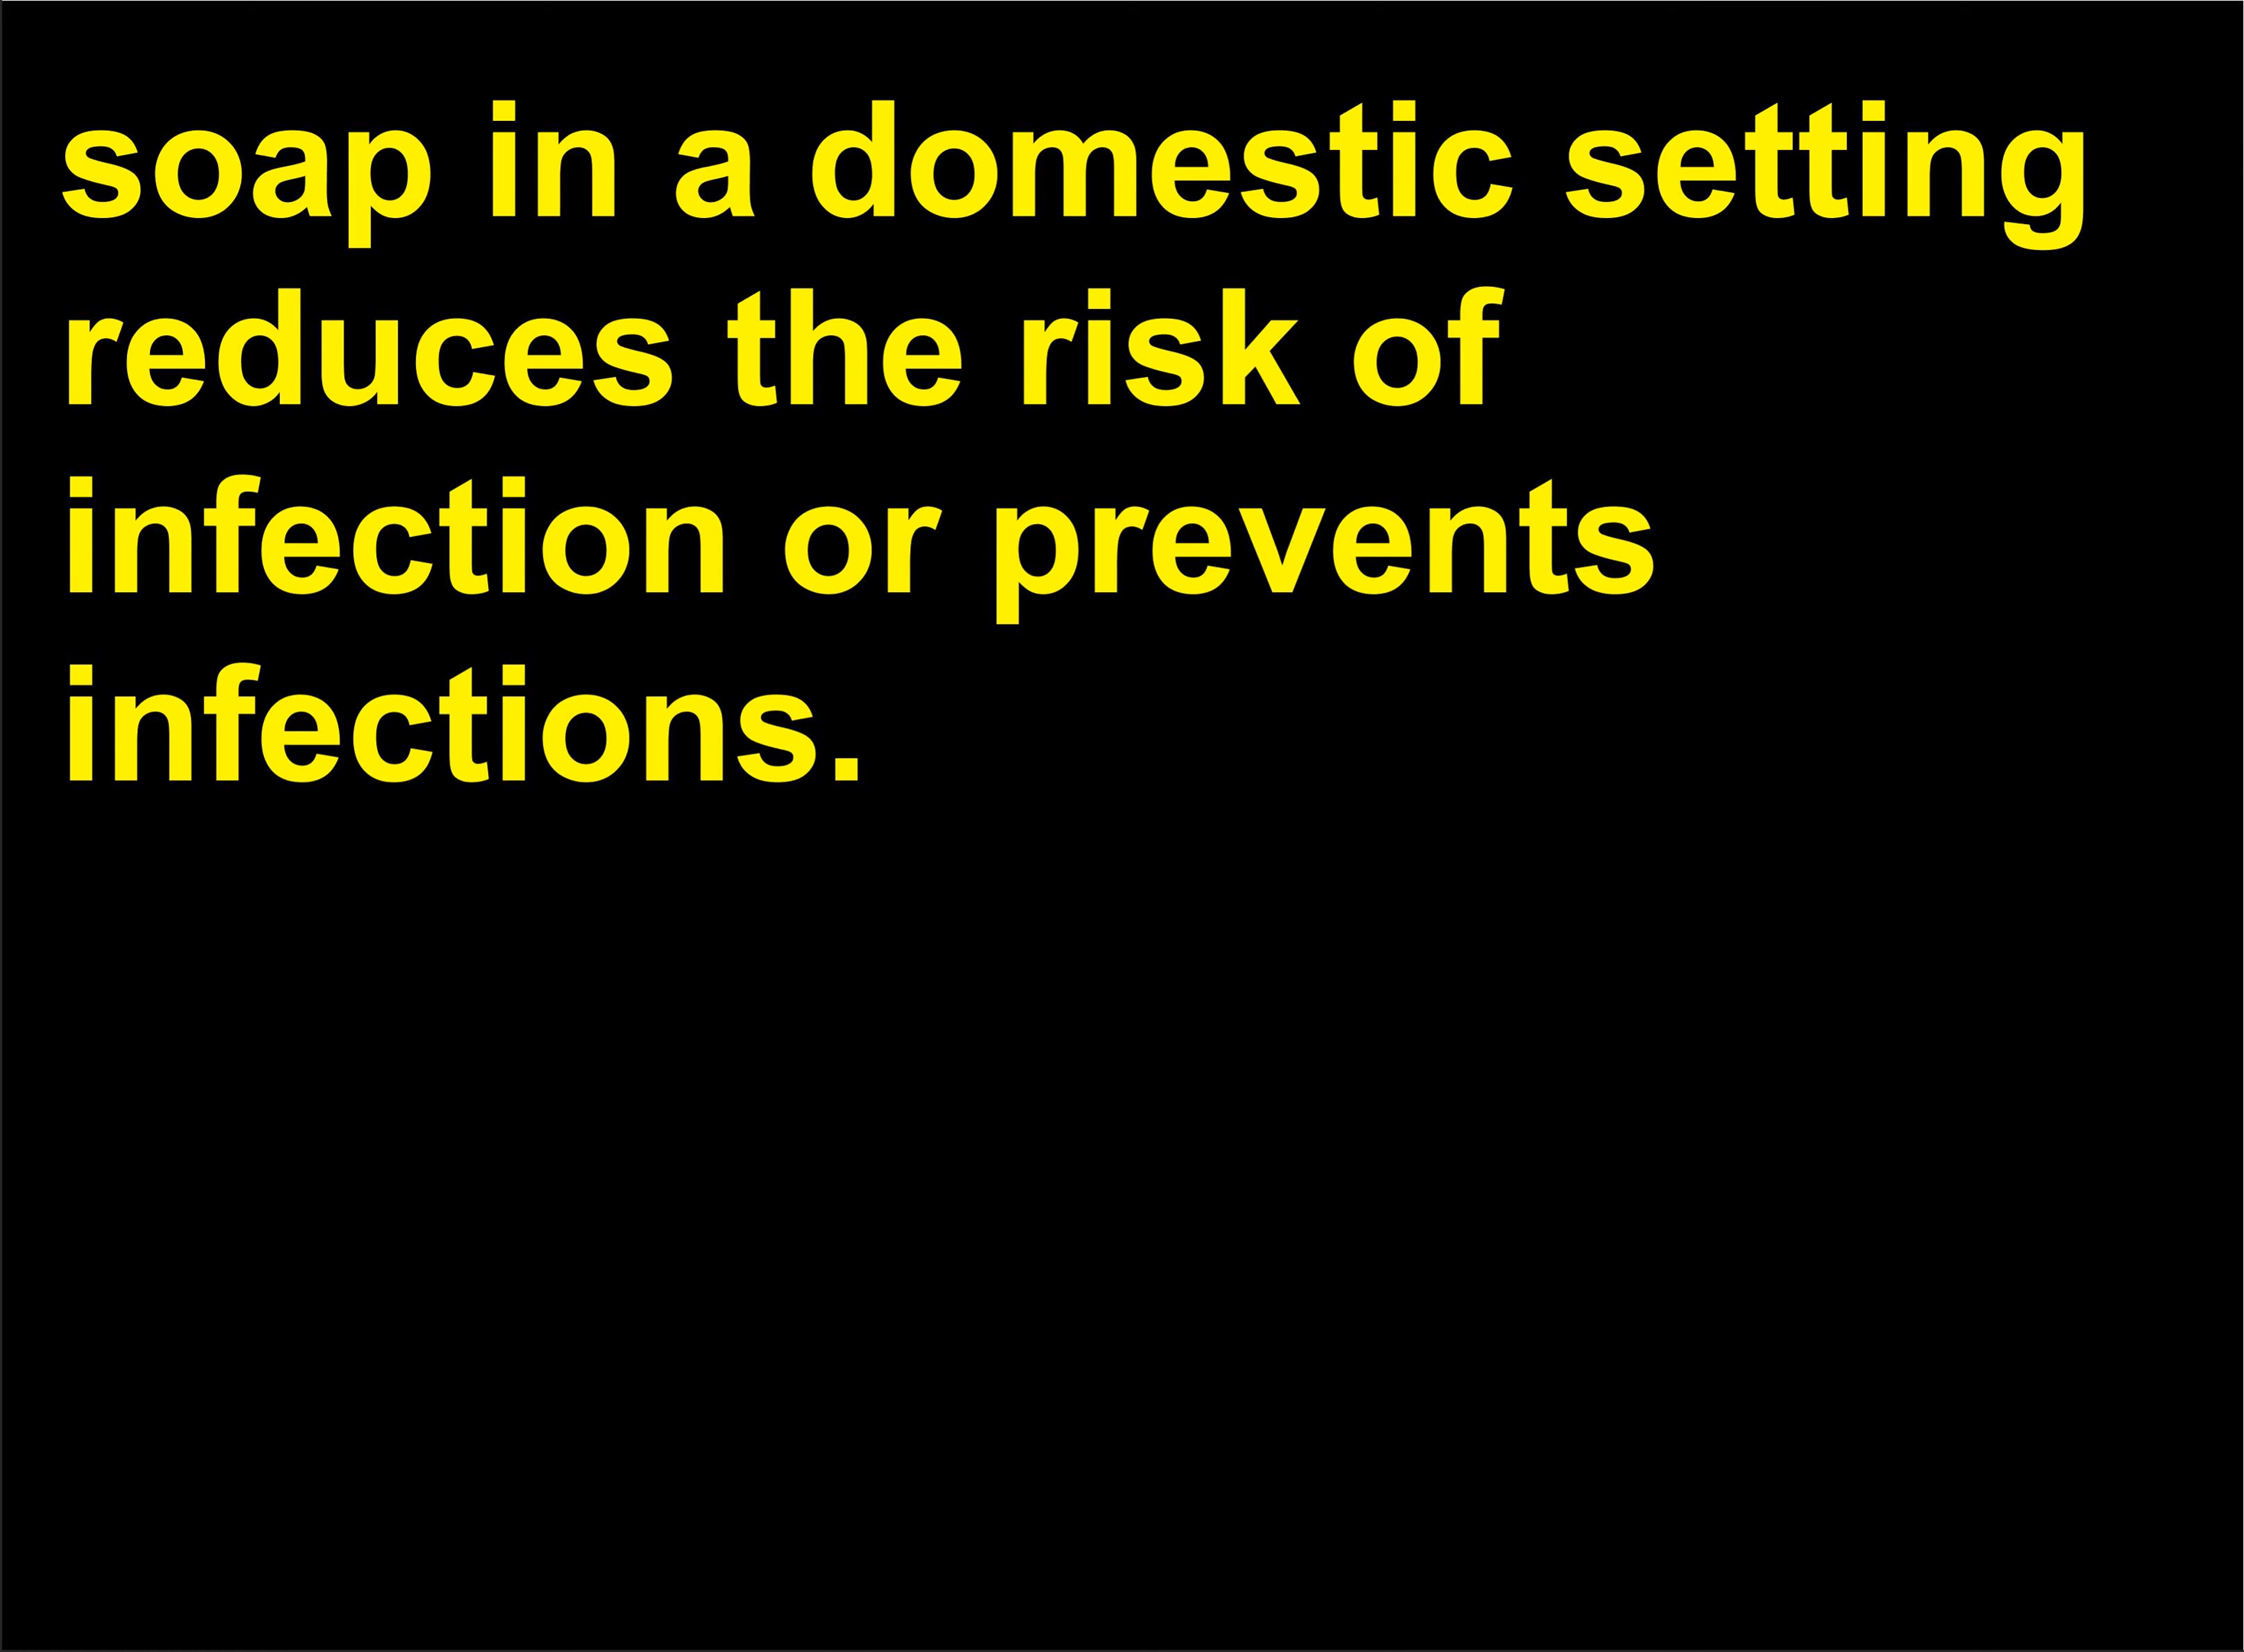 soap in a domestic setting
reduces the risk of
infection or prevents
infections.